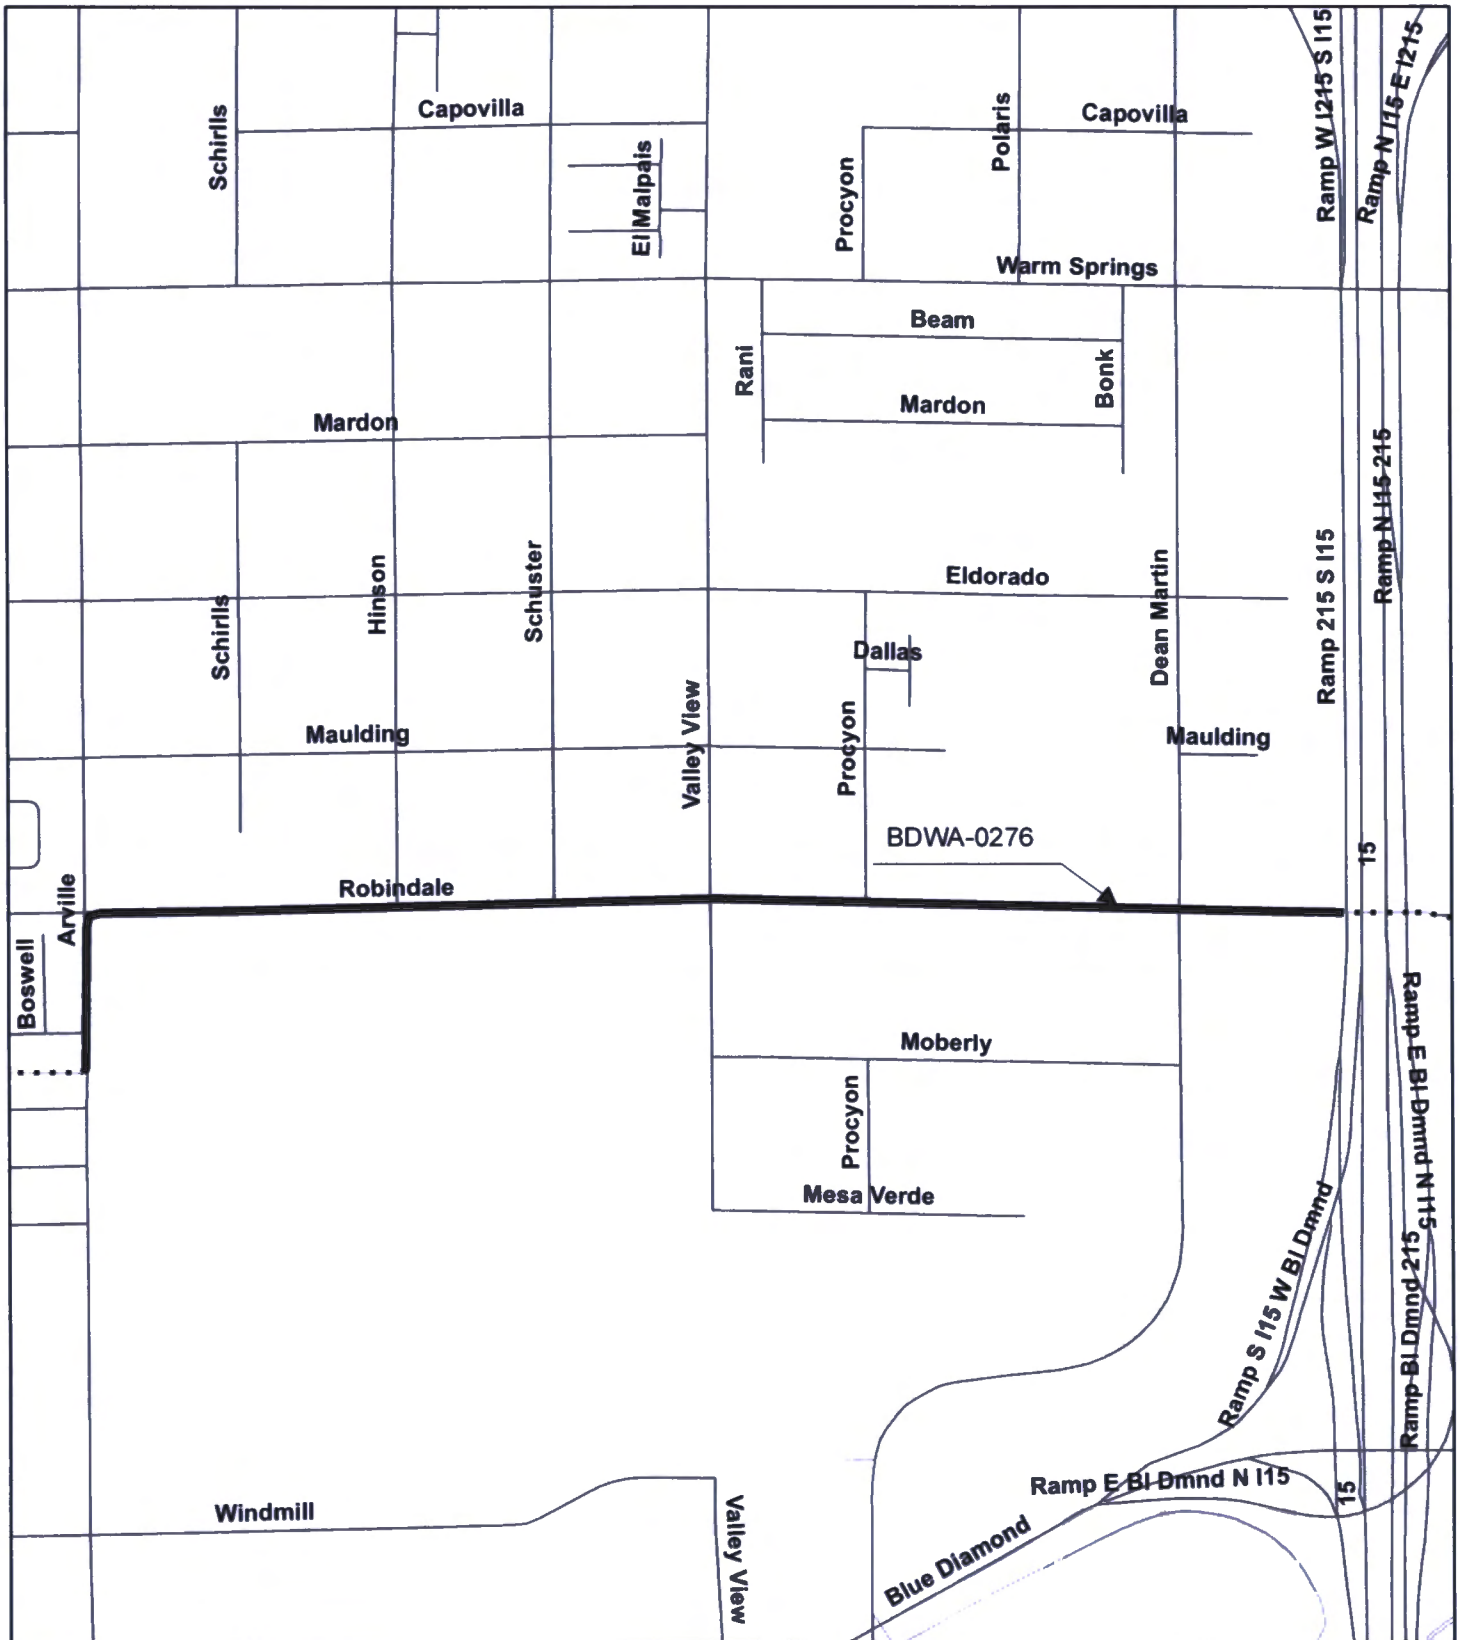 Ramp W I215 S I15
Ramp N I15 E I215
Capovilla
Capovilla
Schirlls
Polaris
El Malpais
Procyon
Warm Springs
Beam
Rani
Bonk
Mardon
Mardon
Ramp N I15 215
Ramp 215 S I15
Eldorado
Schirlls
Hinson
Schuster
Dean Martin
Dallas
Valley View
Procyon
Maulding
Maulding
BDWA-0276
15
Robindale
Arville
Boswell
Ramp E Bl Dmnd N I15
Moberly
Procyon
Mesa Verde
Ramp S I15 W Bl Dmnd
Ramp Bl Dmnd 215
Ramp E Bl Dmnd N I15
15
Windmill
Valley View
Blue Diamond